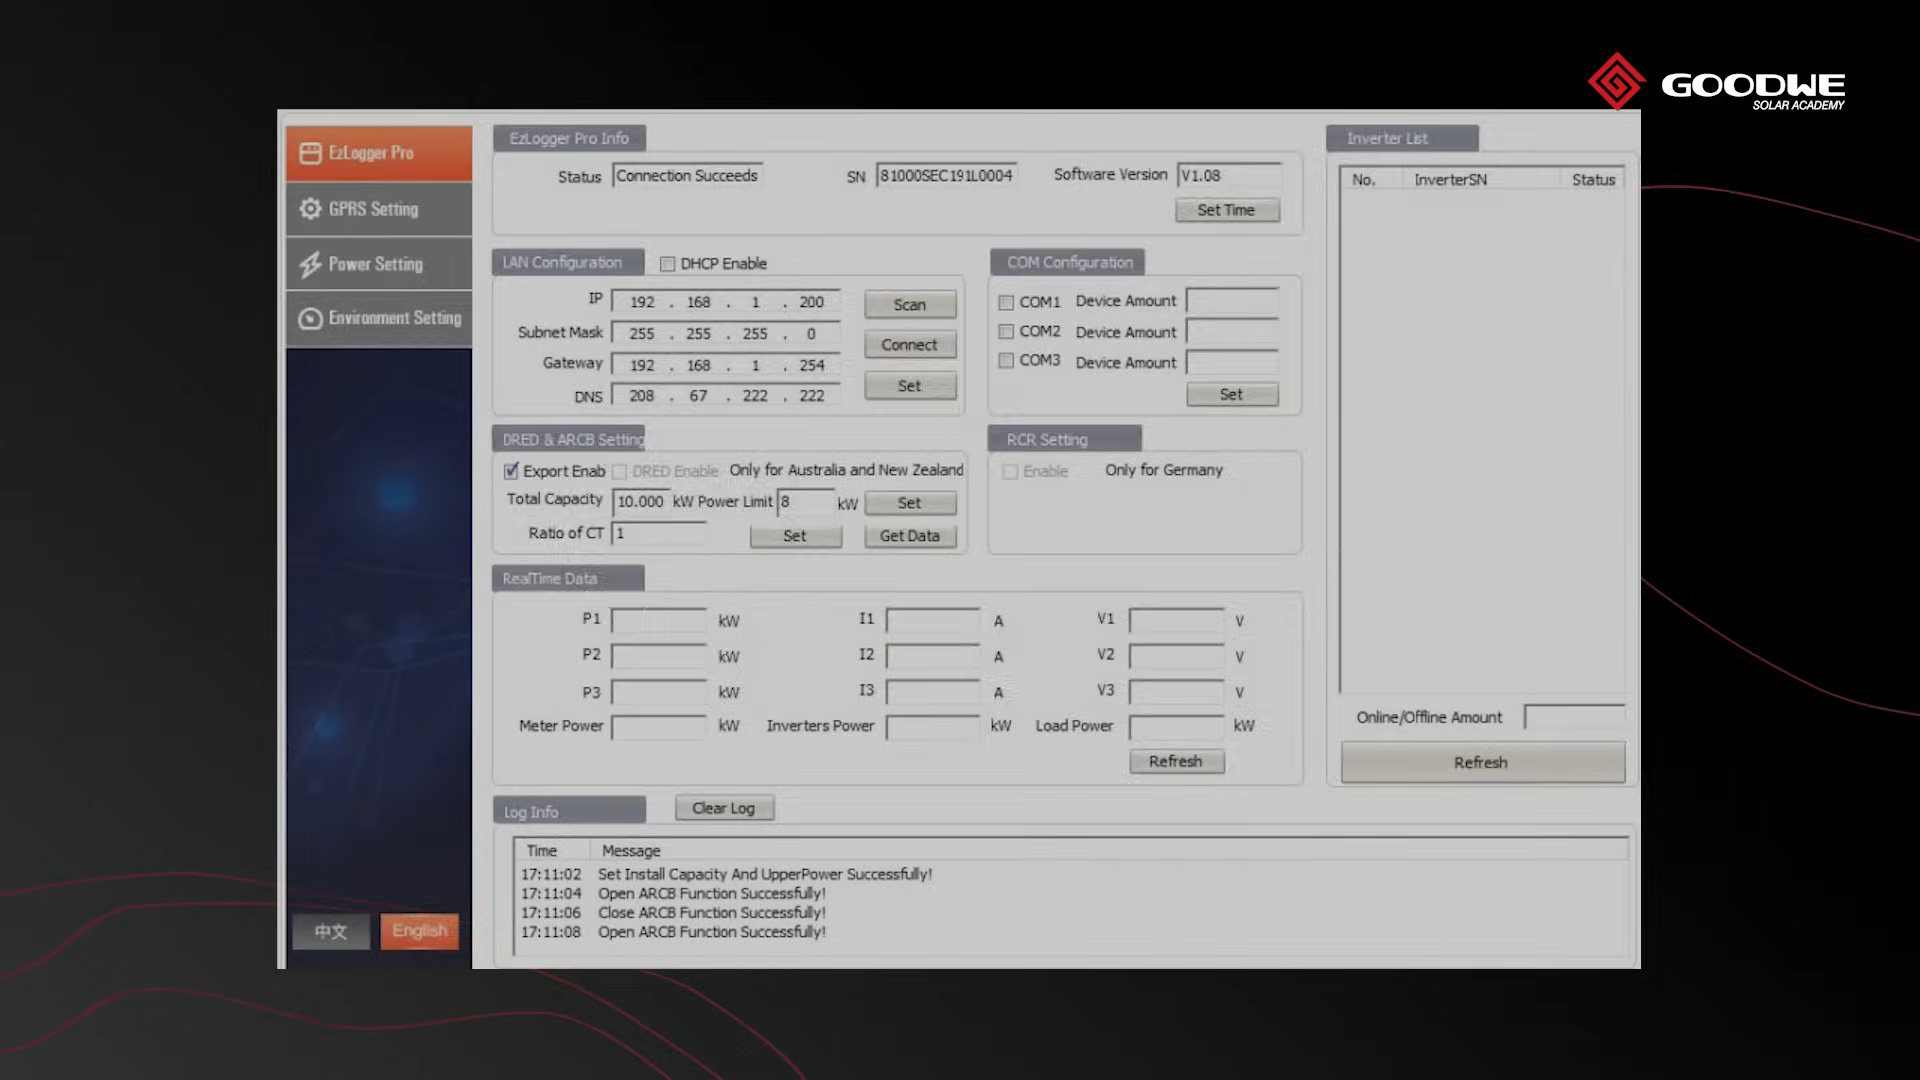 GOODWE
SOLAR ACADEMY
EzLogger Pro
GPRS Setting
Power Setting
Environment Setting
中文
English
EzLogger Pro Info
Status Connection Succeeds SN 81000SEC191L0004 Software Version V1.08
Set Time
LAN Configuration DHCP Enable
IP 192 . 168 . 1 . 200 Scan
Subnet Mask 255 . 255 . 255 . 0 Connect
Gateway 192 . 168 . 1 . 254
DNS 208 . 67 . 222 . 222 Set
COM Configuration
COM1 Device Amount
COM2 Device Amount
COM3 Device Amount
Set
DRED & ARCB Setting
Export Enab DRED Enable Only for Australia and New Zealand
Total Capacity 10.000 kW Power Limit 8 kW Set
Ratio of CT 1 Set Get Data
RCR Setting
Enable Only for Germany
RealTime Data
P1 kW I1 A V1 V
P2 kW I2 A V2 V
P3 kW I3 A V3 V
Meter Power kW Inverters Power kW Load Power kW
Refresh
Inverter List
No. InverterSN Status
Online/Offline Amount
Refresh
Log Info Clear Log
Time Message
17:11:02 Set Install Capacity And UpperPower Successfully!
17:11:04 Open ARCB Function Successfully!
17:11:06 Close ARCB Function Successfully!
17:11:08 Open ARCB Function Successfully!